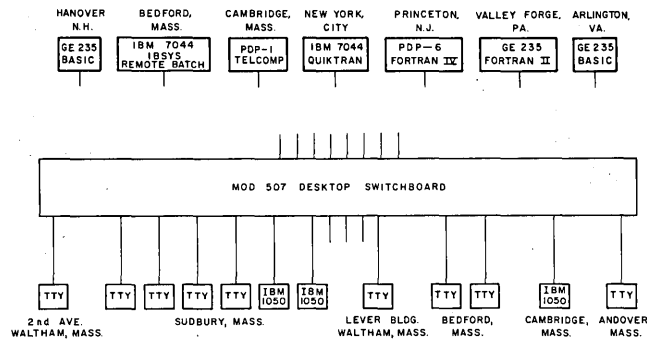 HANOVER N.H.
GE 235
BASIC
BEDFORD, MASS.
IBM 7044
IBSYS
REMOTE BATCH
CAMBRIDGE, MASS.
PDP-1
TELCOMP
NEW YORK, CITY
IBM 7044
QUIKTRAN
PRINCETON, N.J.
PDP-6
FORTRAN IV
VALLEY FORGE, PA.
GE 235
FORTRAN II
ARLINGTON, VA.
GE 235
BASIC
MOD 507 DESKTOP SWITCHBOARD
TTY
TTY
TTY
TTY
TTY
IBM 1050
IBM 1050
TTY
TTY
TTY
IBM 1050
TTY
2nd AVE.
WALTHAM, MASS.
SUDBURY, MASS.
LEVER BLDG.
WALTHAM, MASS.
BEDFORD, MASS.
CAMBRIDGE, MASS.
ANDOVER MASS.